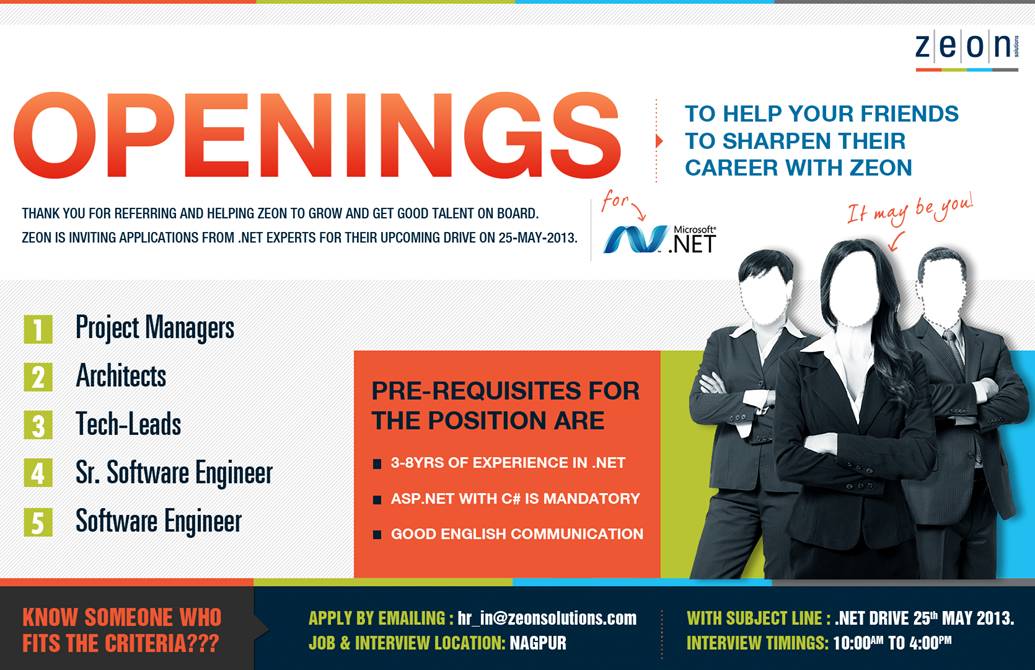 zeon
solutions
OPENINGS
TO HELP YOUR FRIENDS
TO SHARPEN THEIR
CAREER WITH ZEON
THANK YOU FOR REFERRING AND HELPING ZEON TO GROW AND GET GOOD TALENT ON BOARD.
ZEON IS INVITING APPLICATIONS FROM .NET EXPERTS FOR THEIR UPCOMING DRIVE ON 25-MAY-2013.
for
Microsoft®
.NET
It may be you!
1 Project Managers
2 Architects
3 Tech-Leads
4 Sr. Software Engineer
5 Software Engineer
PRE-REQUISITES FOR
THE POSITION ARE
3-8YRS OF EXPERIENCE IN .NET
ASP.NET WITH C# IS MANDATORY
GOOD ENGLISH COMMUNICATION
KNOW SOMEONE WHO
FITS THE CRITERIA???
APPLY BY EMAILING : hr_in@zeonsolutions.com
JOB & INTERVIEW LOCATION: NAGPUR
WITH SUBJECT LINE : .NET DRIVE 25th MAY 2013.
INTERVIEW TIMINGS: 10:00AM TO 4:00PM